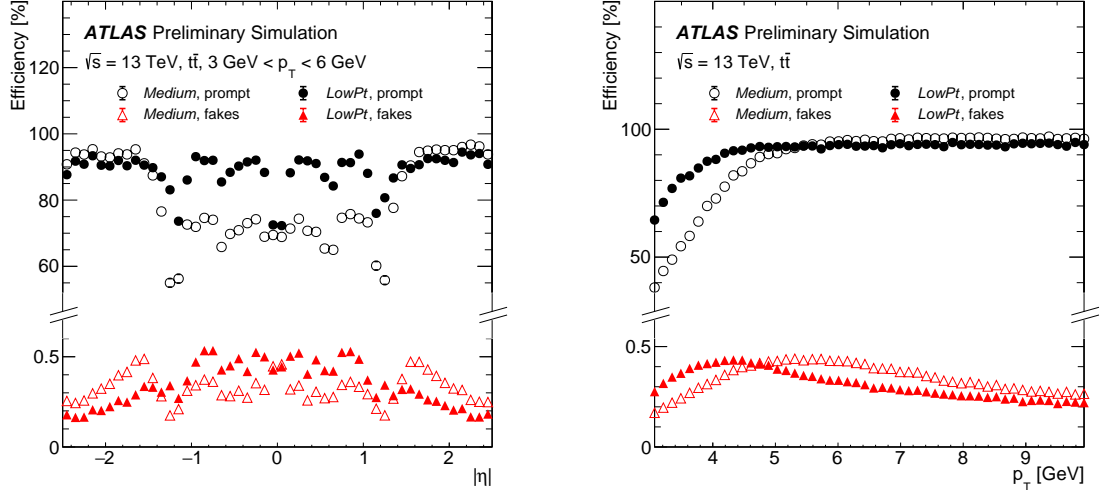 ATLAS Preliminary Simulation
√s = 13 TeV, tt̄, 3 GeV < p_T < 6 GeV
Medium, prompt LowPt, prompt
Medium, fakes LowPt, fakes
Efficiency [%]
120
100
80
60
0.5
0
−2 −1 0 1 2
|η|
ATLAS Preliminary Simulation
√s = 13 TeV, tt̄
Medium, prompt LowPt, prompt
Medium, fakes LowPt, fakes
Efficiency [%]
100
50
0.5
0
4 5 6 7 8 9
p_T [GeV]